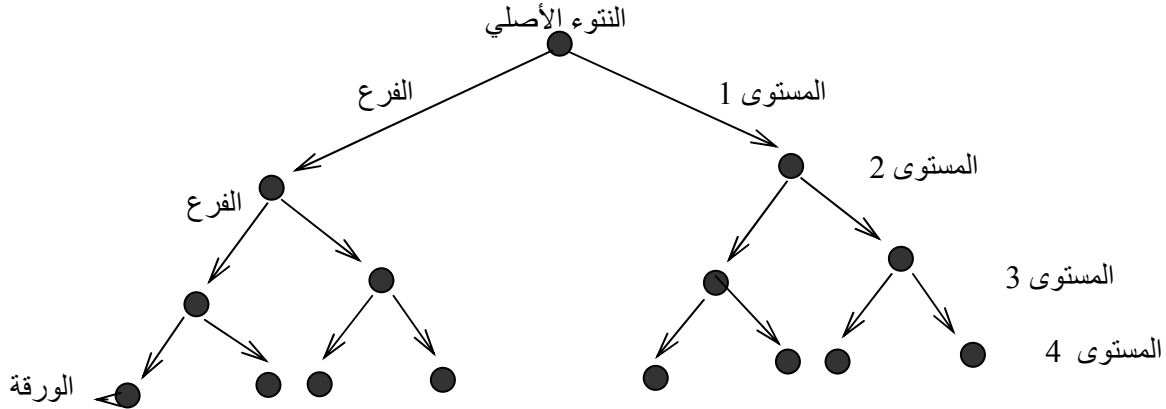 النتوء الأصلي
المستوى 1
الفرع
المستوى 2
الفرع
المستوى 3
المستوى 4
الورقة